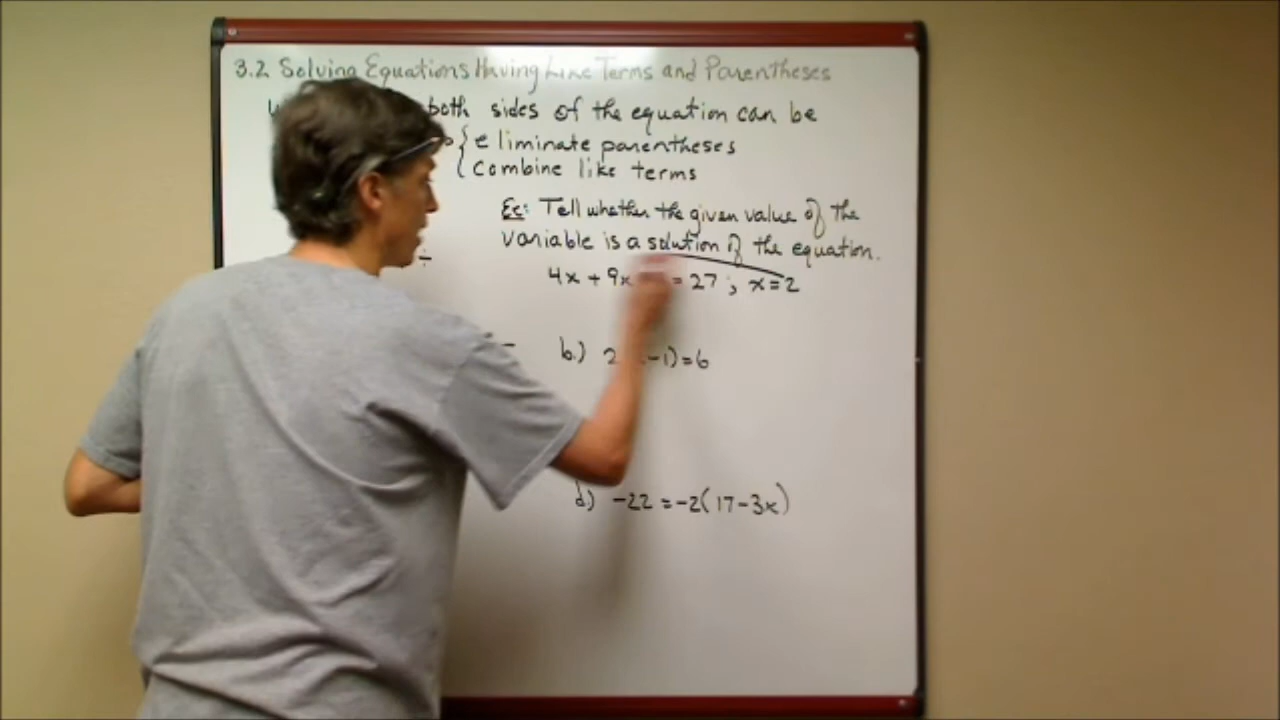 3.2 Solving Equations Having Like Terms and Parentheses
both sides of the equation can be
{ eliminate parentheses
combine like terms
Ex: Tell whether the given value of the
variable is a solution of the equation.
÷
4x + 9x = 27 ; x = 2
b.) 2 -1) = 6
d.) -22 = -2(17-3x)